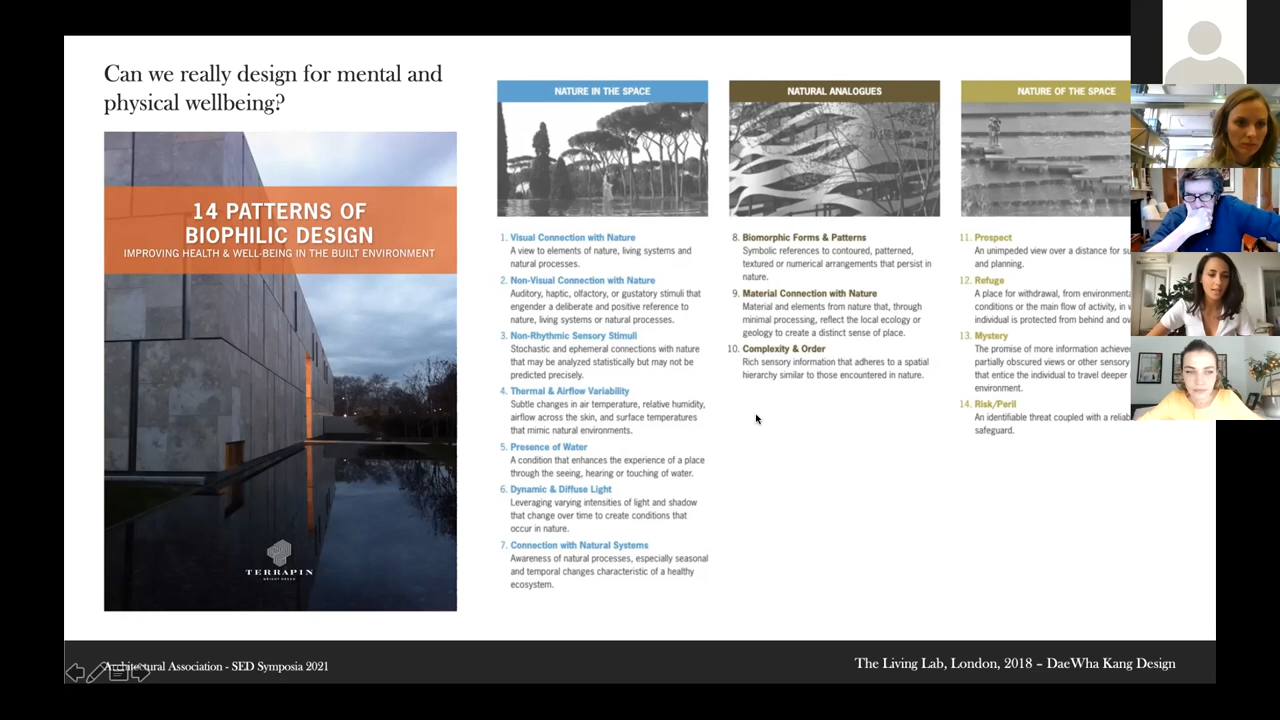 Can we really design for mental and
physical wellbeing?
14 PATTERNS OF
BIOPHILIC DESIGN
IMPROVING HEALTH & WELL-BEING IN THE BUILT ENVIRONMENT
TERRAPIN
BRIGHT GREEN
NATURE IN THE SPACE
1. Visual Connection with Nature
A view to elements of nature, living systems and
natural processes.
2. Non-Visual Connection with Nature
Auditory, haptic, olfactory, or gustatory stimuli that
engender a deliberate and positive reference to
nature, living systems or natural processes.
3. Non-Rhythmic Sensory Stimuli
Stochastic and ephemeral connections with nature
that may be analyzed statistically but may not be
predicted precisely.
4. Thermal & Airflow Variability
Subtle changes in air temperature, relative humidity,
airflow across the skin, and surface temperatures
that mimic natural environments.
5. Presence of Water
A condition that enhances the experience of a place
through the seeing, hearing or touching of water.
6. Dynamic & Diffuse Light
Leveraging varying intensities of light and shadow
that change over time to create conditions that
occur in nature.
7. Connection with Natural Systems
Awareness of natural processes, especially seasonal
and temporal changes characteristic of a healthy
ecosystem.
NATURAL ANALOGUES
8. Biomorphic Forms & Patterns
Symbolic references to contoured, patterned,
textured or numerical arrangements that persist in
nature.
9. Material Connection with Nature
Material and elements from nature that, through
minimal processing, reflect the local ecology or
geology to create a distinct sense of place.
10. Complexity & Order
Rich sensory information that adheres to a spatial
hierarchy similar to those encountered in nature.
NATURE OF THE SPACE
11. Prospect
An unimpeded view over a distance for
and planning.
12. Refuge
A place for withdrawal, from
conditions or the main flow of activity, in
individual is protected from behind and
13. Mystery
The promise of more information
partially obscured views or other sensory
that entice the individual to travel deeper
environment.
14. Risk/Peril
An identifiable threat coupled with a
safeguard.
Architectural Association - SED Symposia 2021
The Living Lab, London, 2018 – DaeWha Kang Design